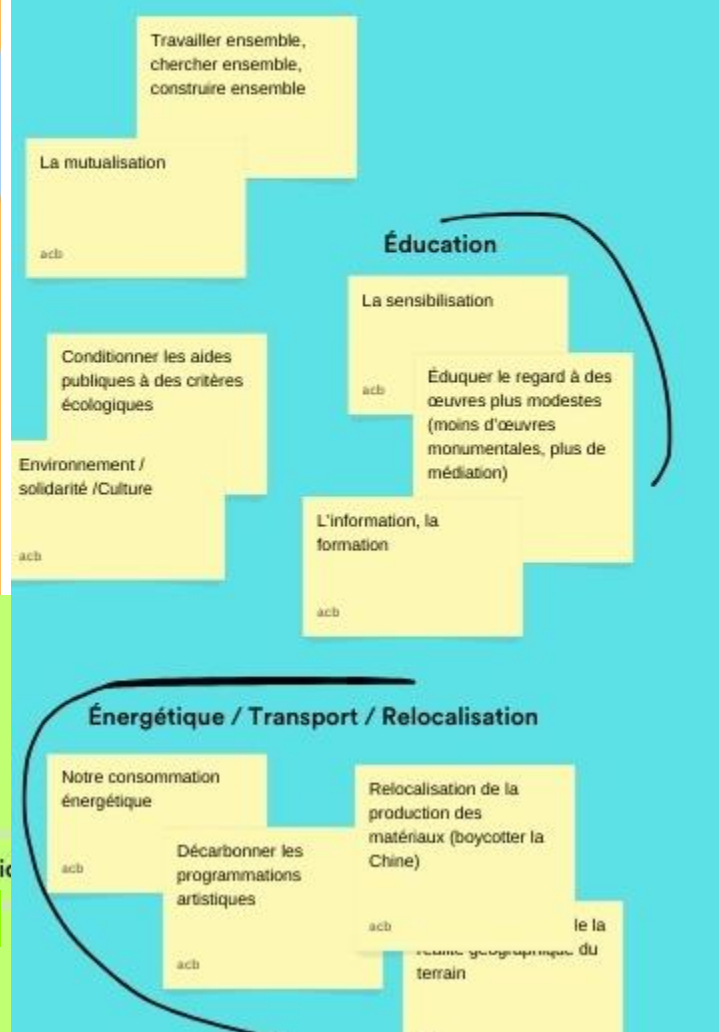 Travailler ensemble,
chercher ensemble,
construire ensemble
La mutualisation
acb
Éducation
La sensibilisation
acb
Éduquer le regard à des
œuvres plus modestes
(moins d'œuvres
monumentales, plus de
médiation)
L'information, la
formation
acb
Conditionner les aides
publiques à des critères
écologiques
Environnement /
solidarité /Culture
acb
Énergétique / Transport / Relocalisation
Notre consommation
énergétique
acb
Décarbonner les
programmations
artistiques
acb
Relocalisation de la
production des
matériaux (boycotter la
Chine)
acb
la
géographique du
terrain